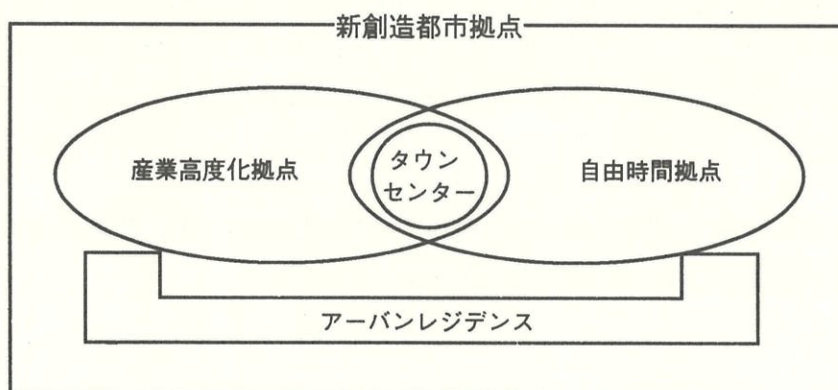 新創造都市拠点
産業高度化拠点
タウン
センター
自由時間拠点
アーバンレジデンス